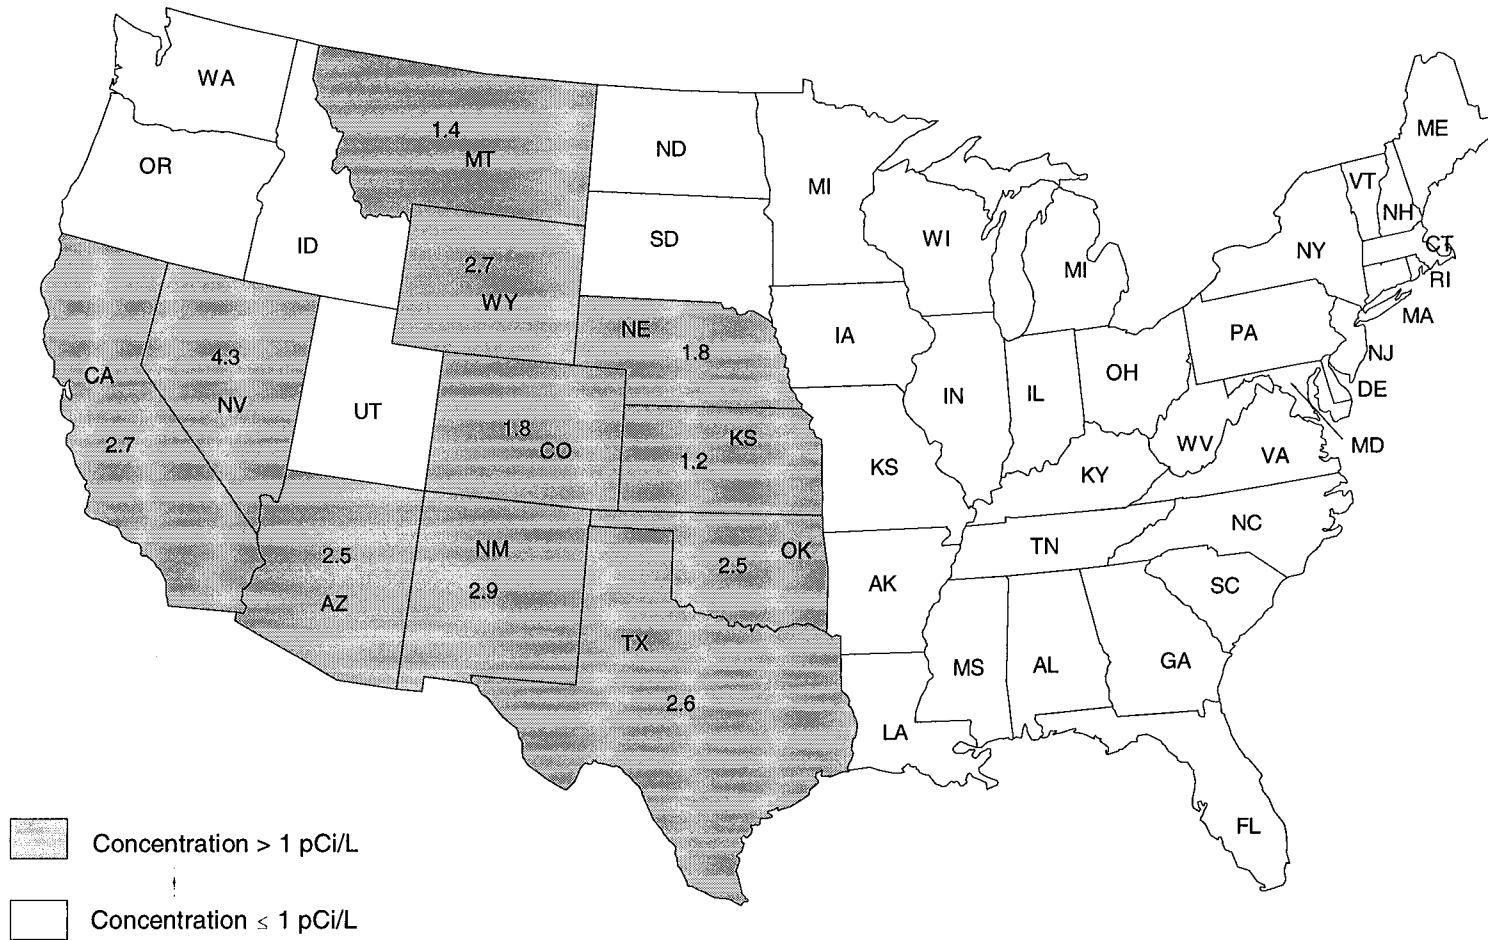 WA
ME
1.4
MT
ND
OR
VT
MI
NH
ID
SD
WI
NY
CT
2.7
MI
RI
WY
MA
NE
IA
PA
1.8
4.3
NJ
CA
OH
DE
NV
UT
IN
IL
1.8
KS
2.7
CO
WV
MD
1.2
KS
VA
KY
NC
2.5
NM
OK
TN
2.5
AK
SC
2.9
AZ
TX
MS
AL
GA
2.6
LA
FL
Concentration > 1 pCi/L
Concentration ≤ 1 pCi/L